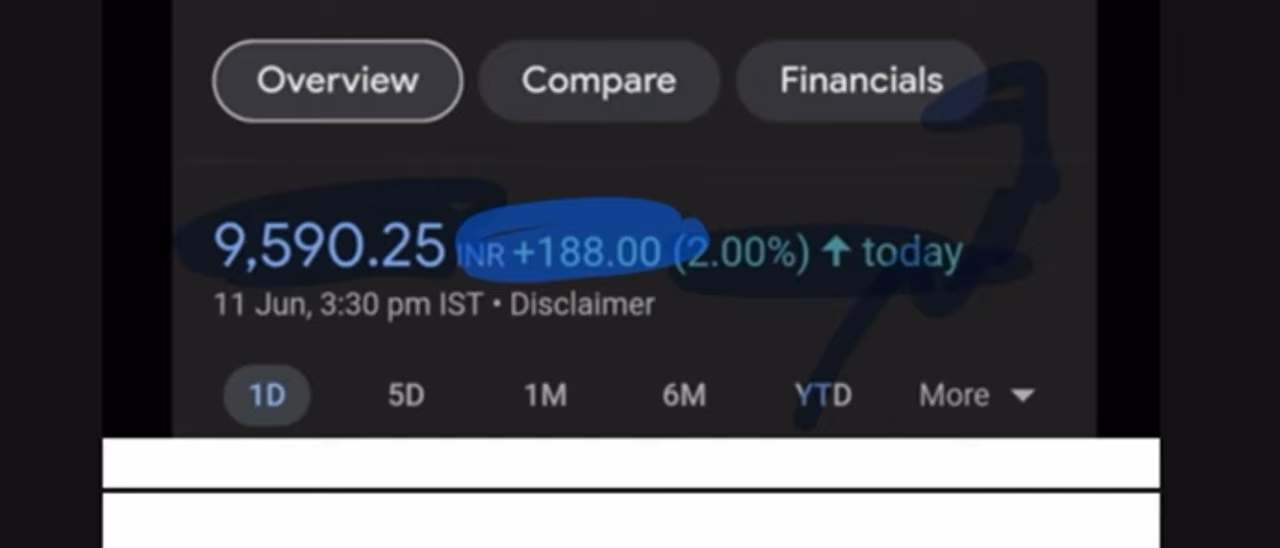 Overview Compare Financials
9,590.25 INR +188.00 (2.00%) ↑ today
11 Jun, 3:30 pm IST • Disclaimer
1D 5D 1M 6M YTD More